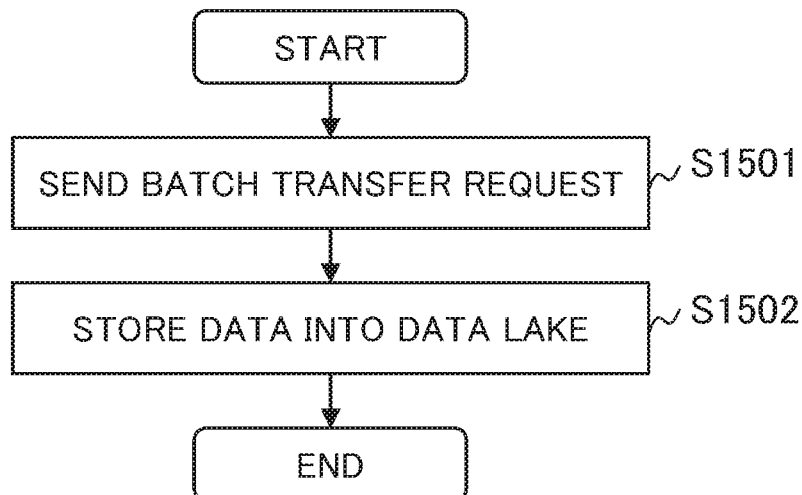 START
SEND BATCH TRANSFER REQUEST
S1501
STORE DATA INTO DATA LAKE
S1502
END